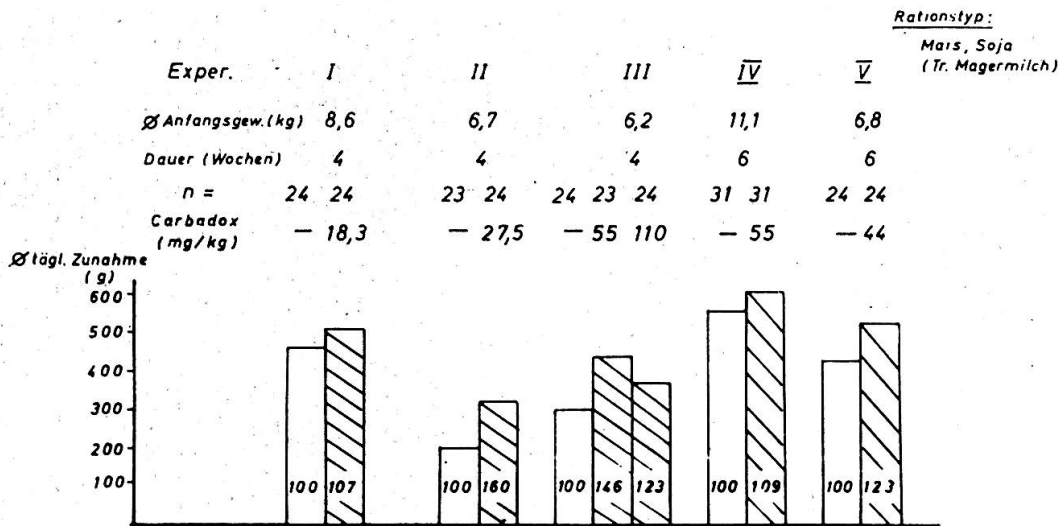 Rationstyp:
Mais, Soja
(Tr. Magermilch)
Exper. I II III IV V
Ø Anfangsgew. (kg) 8,6 6,7 6,2 11,1 6,8
Dauer (Wochen) 4 4 4 6 6
n = 24 24 23 24 24 23 24 31 31 24 24
Carbadox
(mg/kg) — 18,3 — 27,5 — 55 110 — 55 — 44
Ø tägl. Zunahme
(g)
600
500
400
300
200
100
100 107 100 160 100 146 123 100 109 100 123